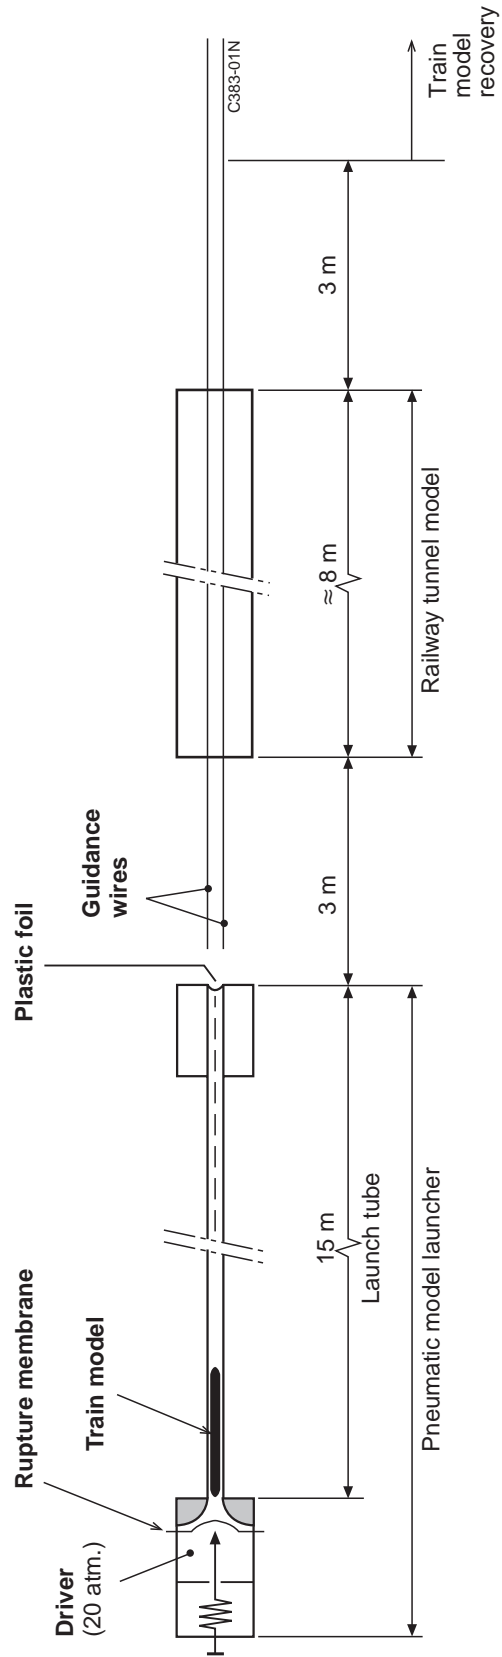 Rupture membrane
Driver
(20 atm.)
Train model
Plastic foil
Guidance
wires
C383-01N
15 m
Launch tube
3 m
≈ 8 m
3 m
Pneumatic model launcher
Railway tunnel model
Train
model
recovery